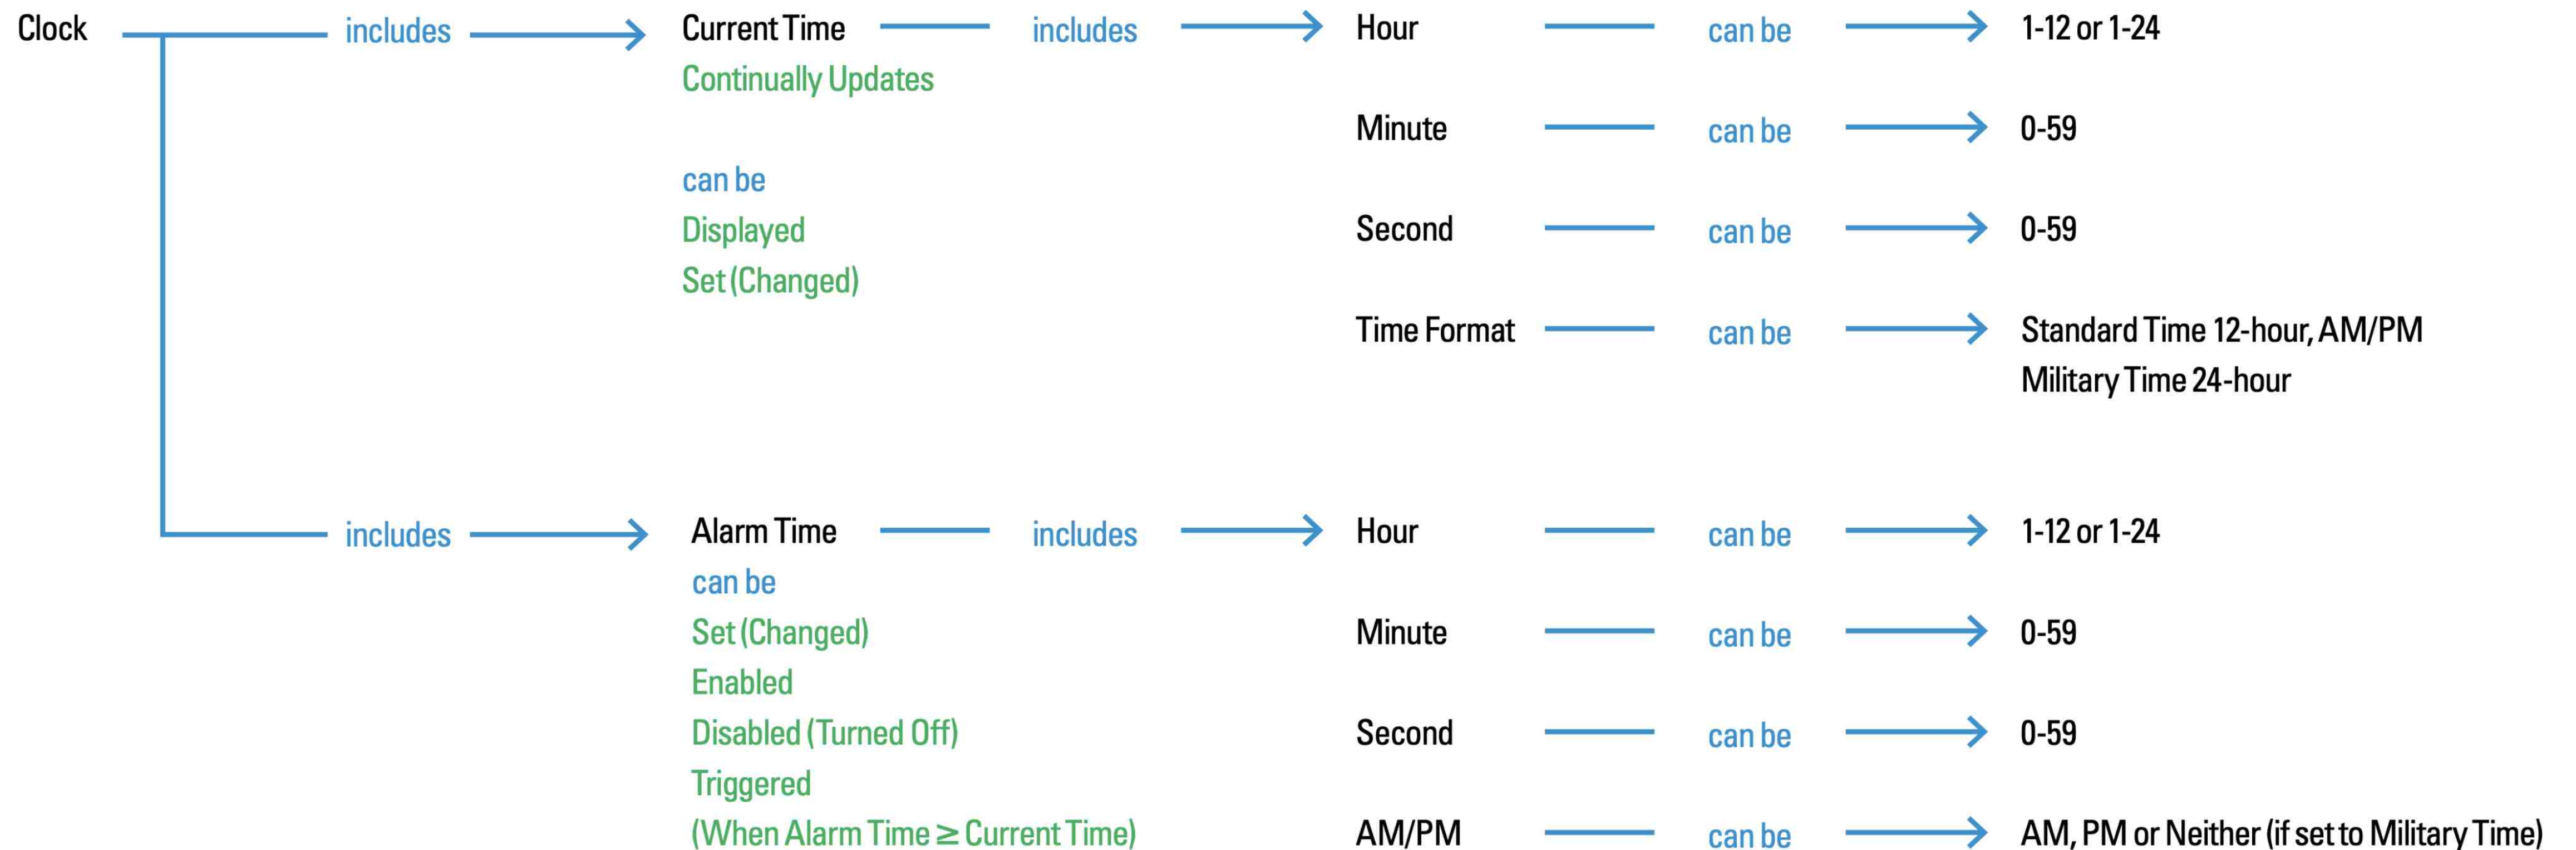 Clock includes Current Time includes Hour can be 1-12 or 1-24
Continually Updates
Minute can be 0-59
can be
Displayed Second can be 0-59
Set (Changed)
Time Format can be Standard Time 12-hour, AM/PM
Military Time 24-hour
includes Alarm Time includes Hour can be 1-12 or 1-24
can be
Set (Changed) Minute can be 0-59
Enabled
Disabled (Turned Off) Second can be 0-59
Triggered
(When Alarm Time ≥ Current Time) AM/PM can be AM, PM or Neither (if set to Military Time)